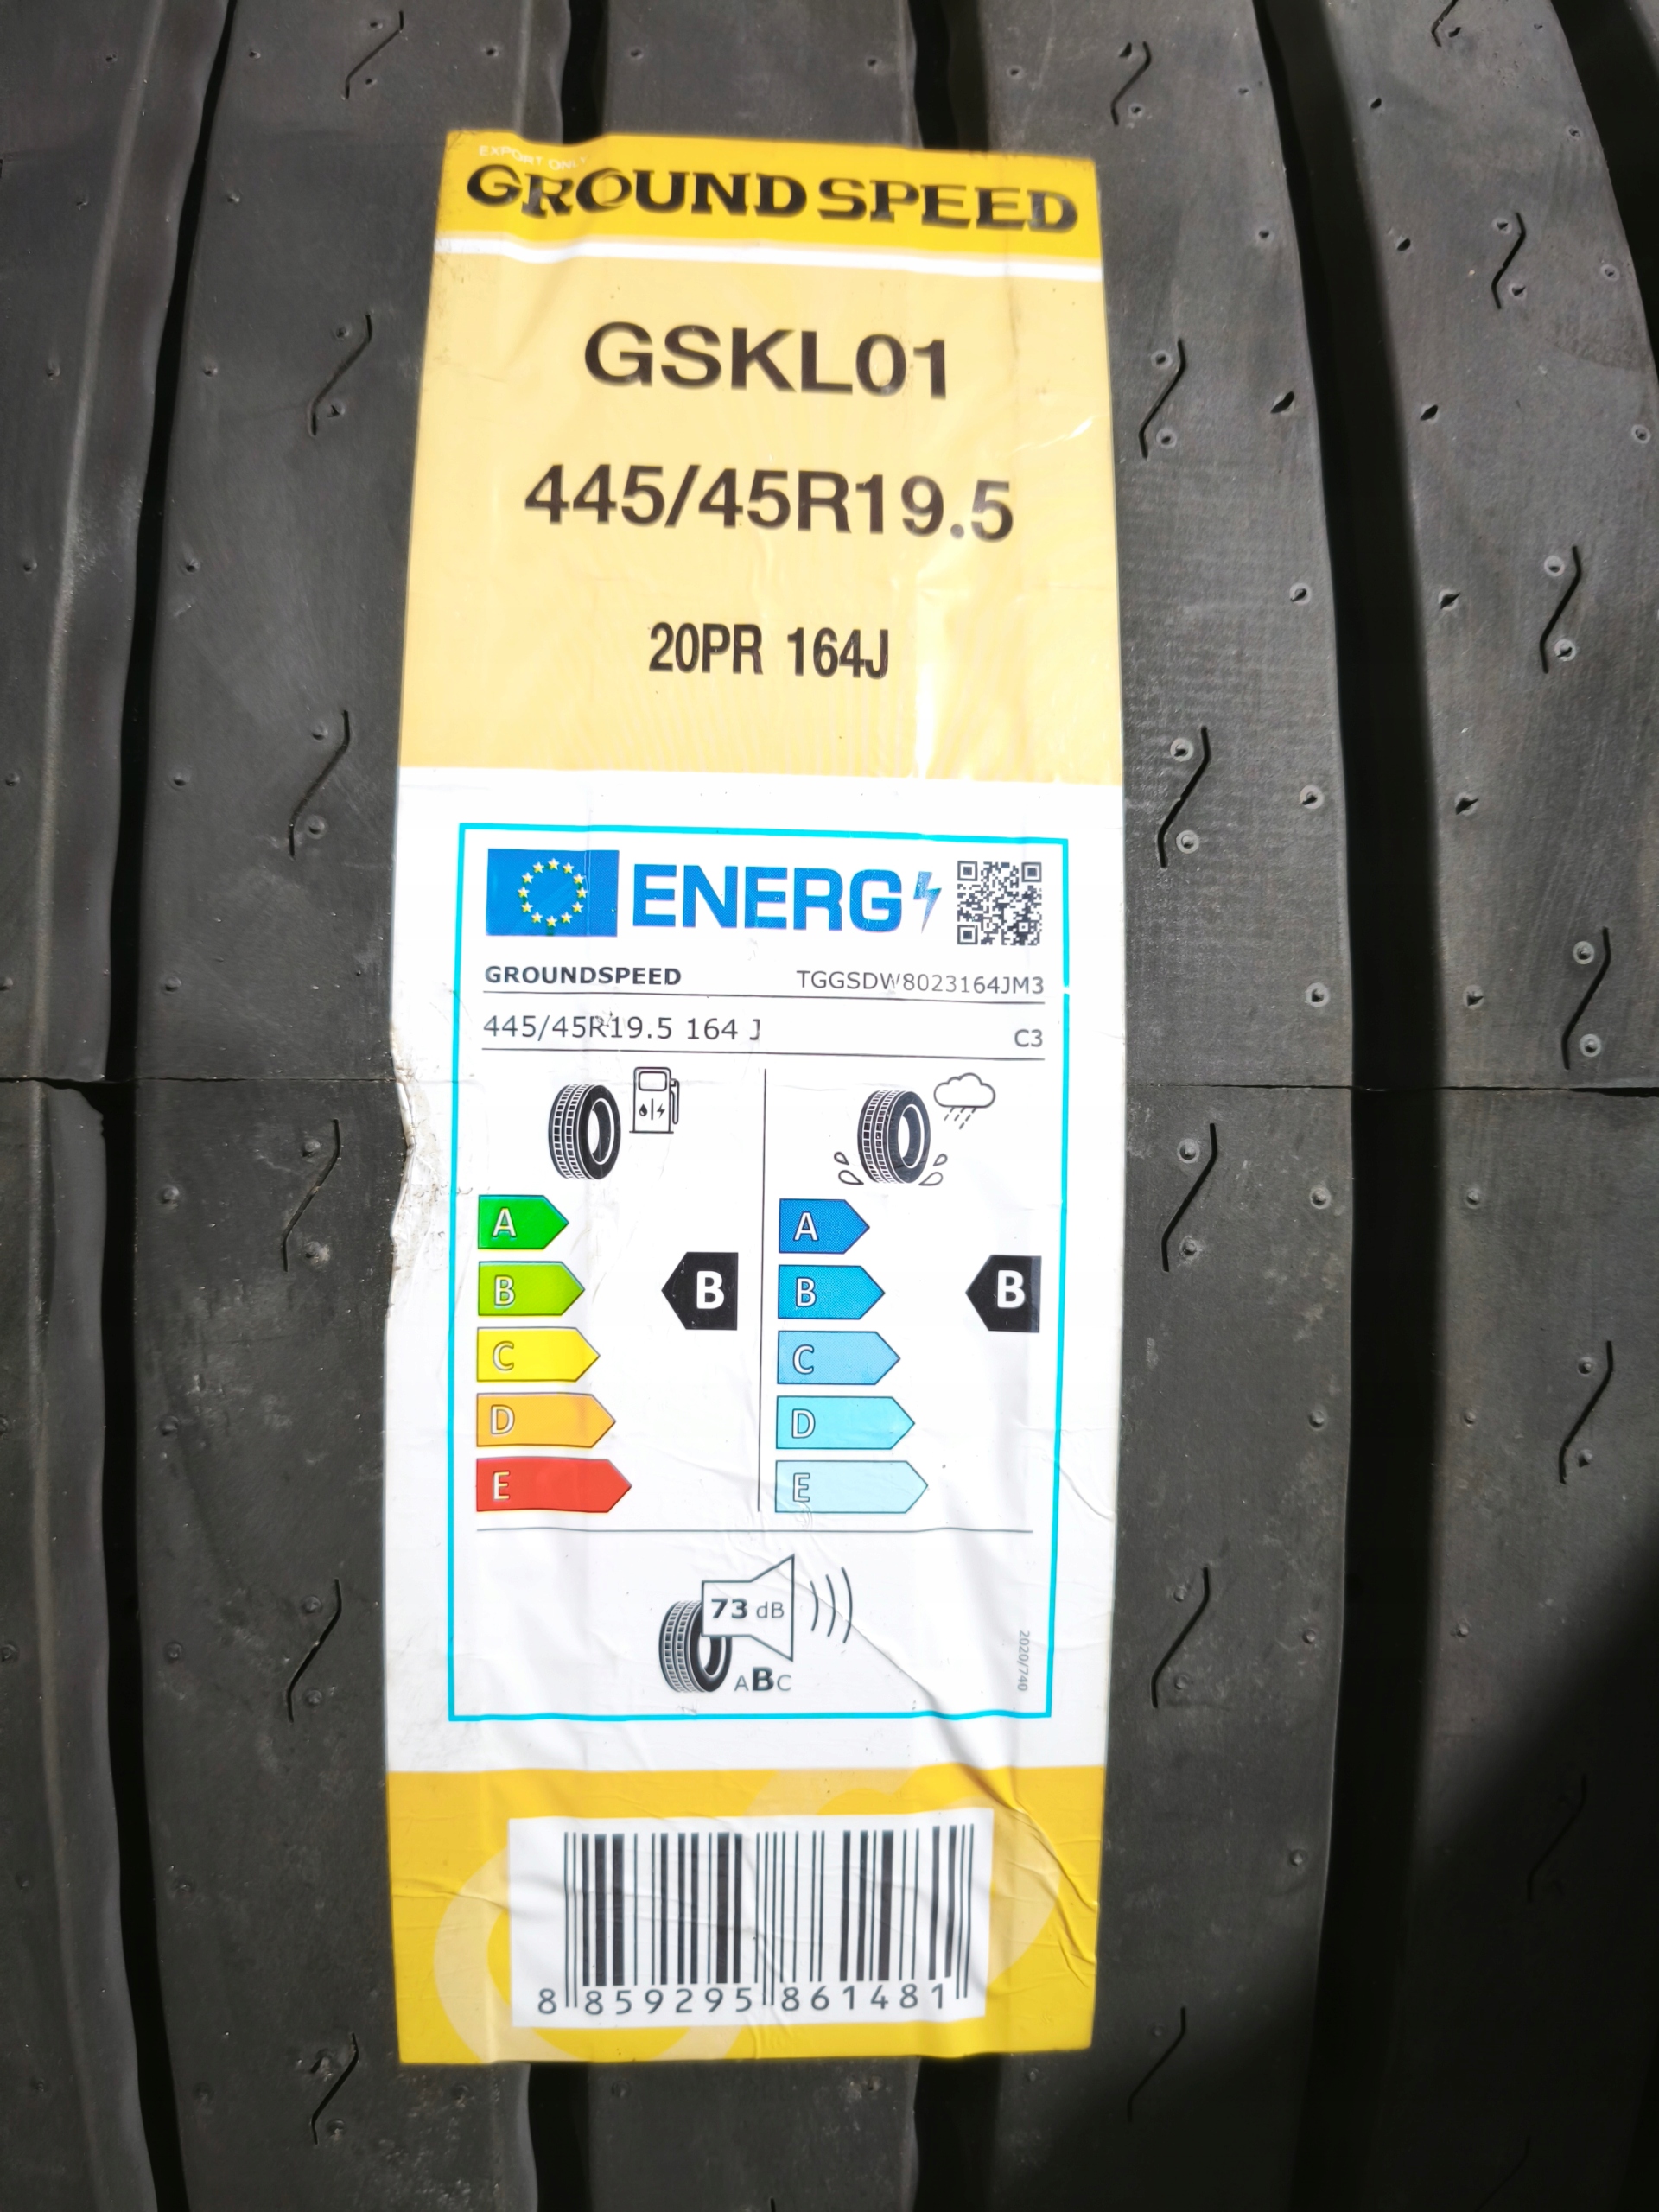 EXPORT ONLY
GROUNDSPEED
GSKL01
445/45R19.5
20PR 164J
ENERG
GROUNDSPEED TGGSDW8023164JM3
445/45R19.5 164 J C3
A A
B B B B
C C
D D
E E
73 dB
ABC
2020/740
8 859295 861481